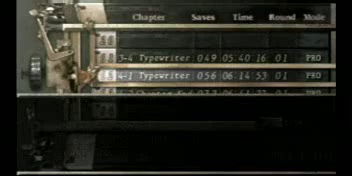 Chapter Saves Time Round Mode
3-4 Typewriter 049 05:40:16 01 PRO
4-1 Typewriter 056 06:14:53 01 PRO